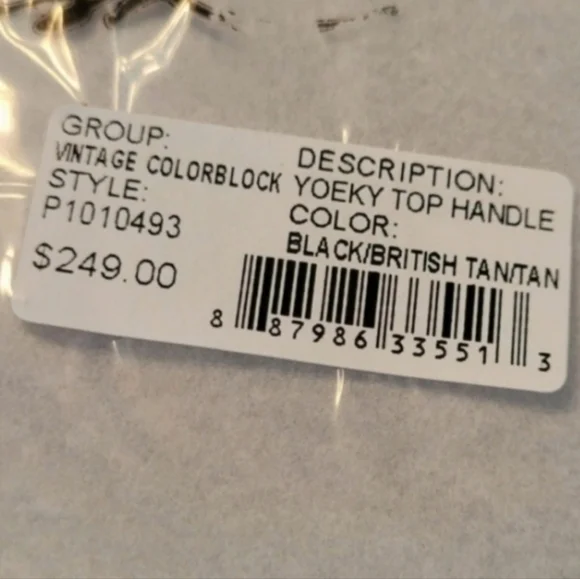 GROUP:
VINTAGE COLORBLOCK
STYLE:
P1010493
$249.00
DESCRIPTION:
YOEKY TOP HANDLE
COLOR:
BLACK/BRITISH TAN/TAN
8 87986 33551 3